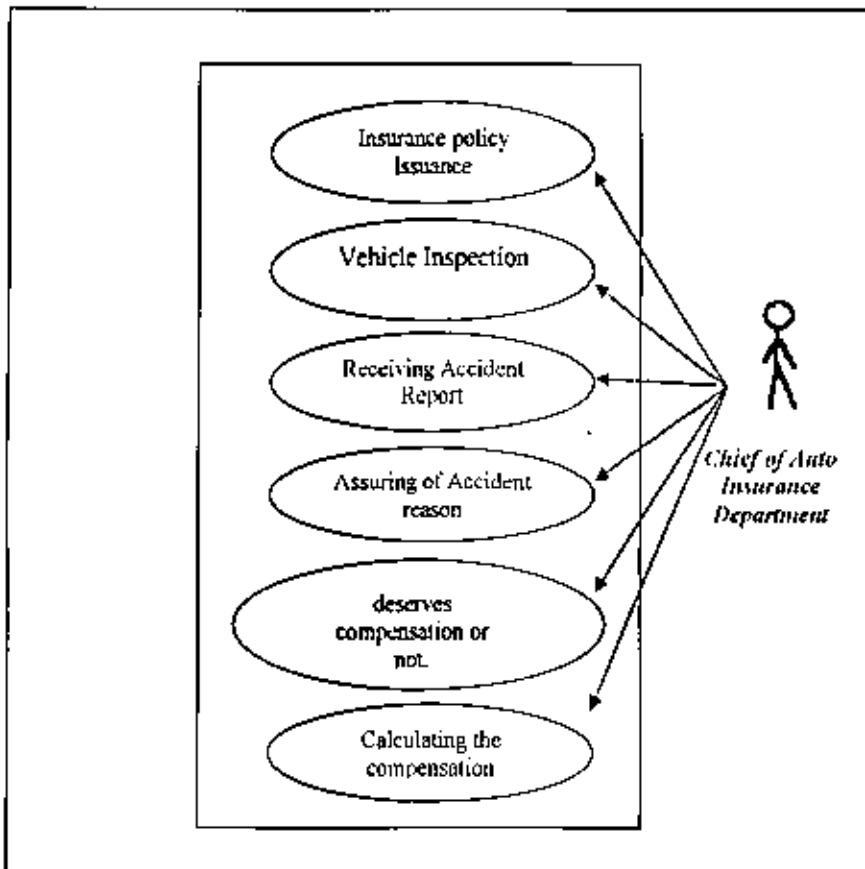 Insurance policy
Issuance
Vehicle Inspection
Receiving Accident
Report
Assuring of Accident
reason
deserves
compensation or
not.
Calculating the
compensation
Chief of Auto
Insurance
Department